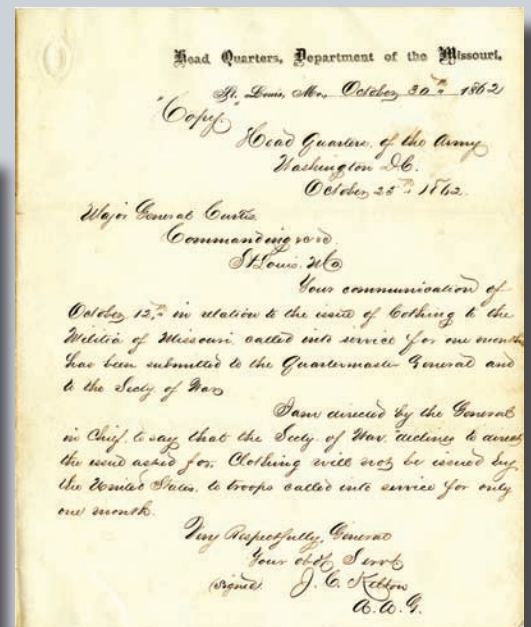 Head Quarters, Department of the Missouri,
St. Louis, Mo., October 30th 1862
"Copy."
Head Quarters of the Army
Washington D.C.
October 25th 1862.
Major General Curtis
Commanding
St Louis. Mo
Your communication of
October 12th in relation to the issue of Clothing to the
Militia of Missouri called into service for one month
has been submitted to the Quartermaster General and
to the Secty. of War
I am directed by the General
in Chief, to say that the Secty. of War, "declines to direct
the issue asked for. Clothing will not be issued by
the United States, to troops called into service for only
one month.
Very Respectfully, General
Your obdt Servt
(signed) J. C. Kelton
A. A. G.